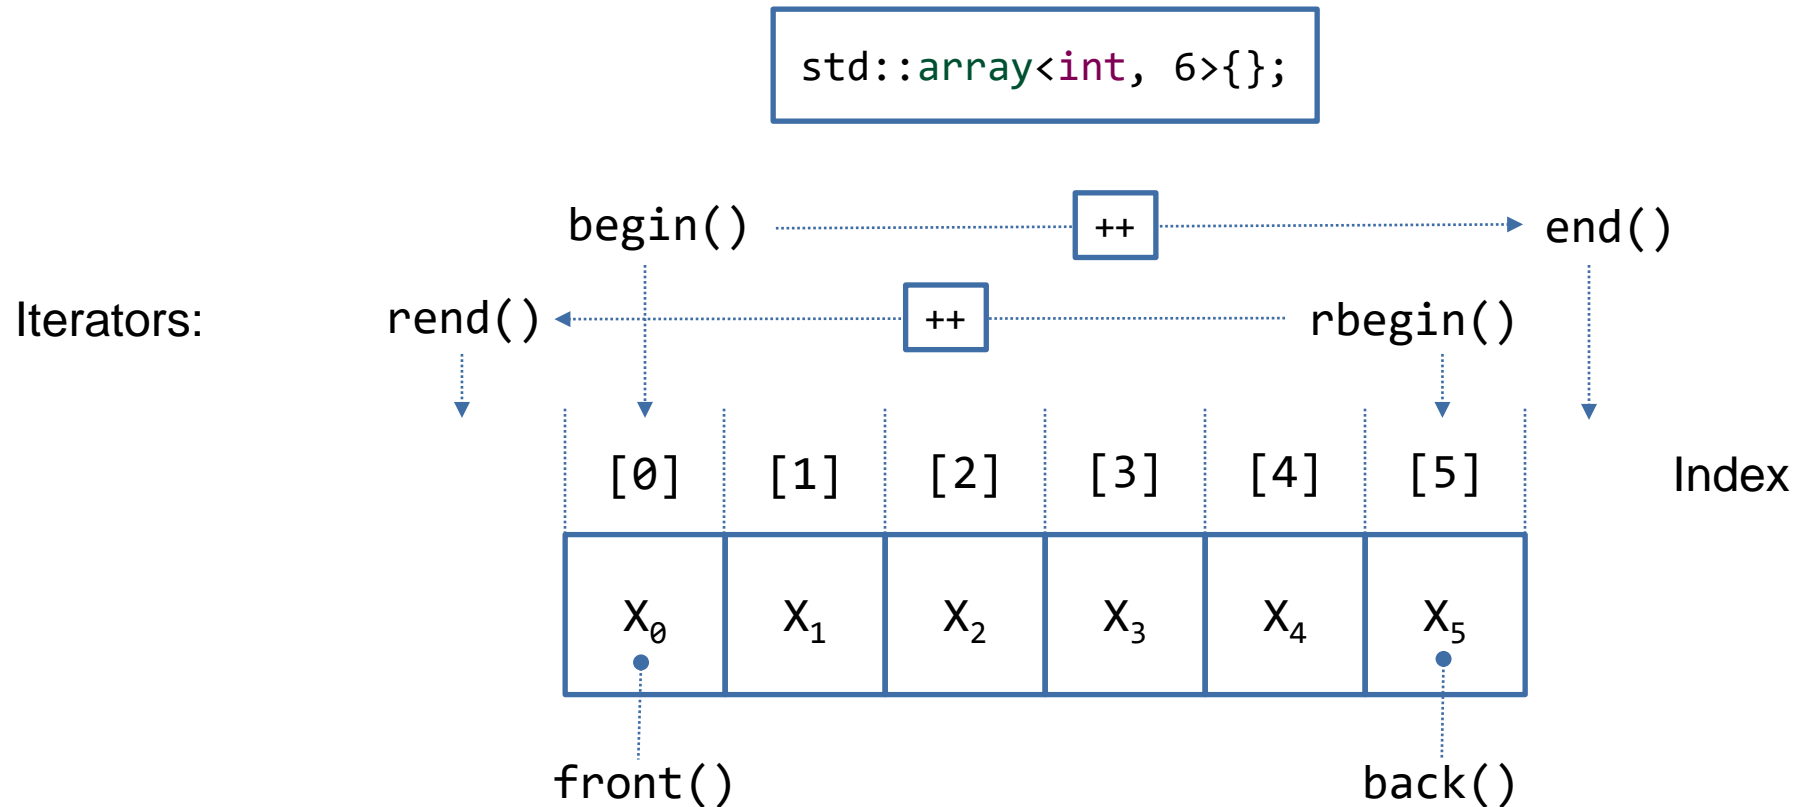 std::array<int, 6>{};
begin() ++ end()
Iterators: rend() ++ rbegin()
[0] [1] [2] [3] [4] [5] Index
X₀ X₁ X₂ X₃ X₄ X₅
front() back()